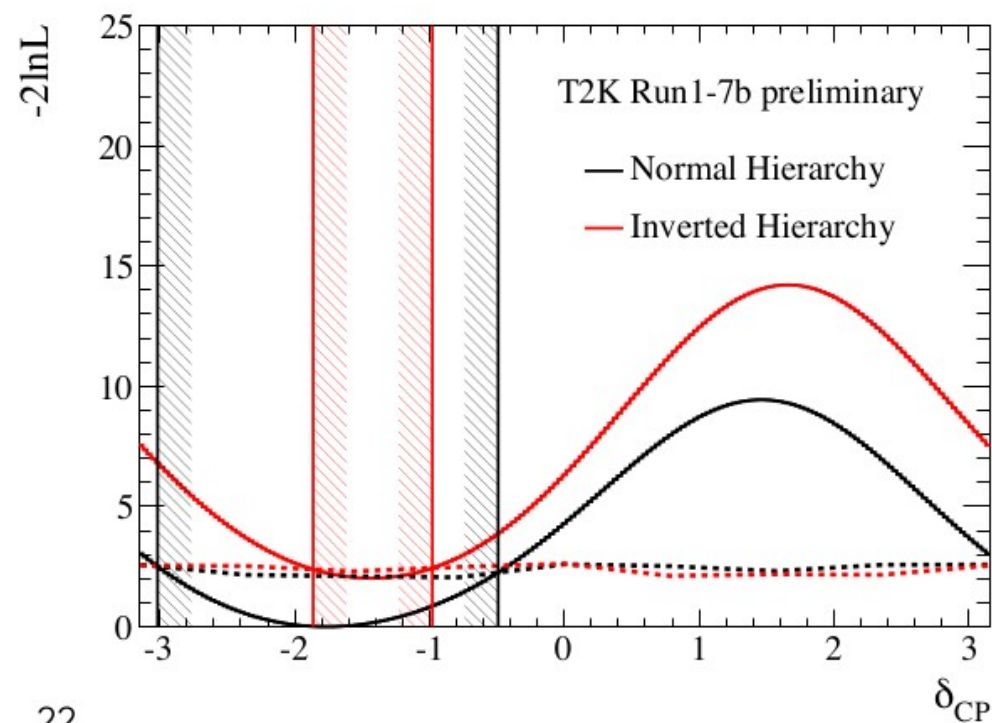 -2lnL
25
20
15
10
5
0
T2K Run1-7b preliminary
Normal Hierarchy
Inverted Hierarchy
-3 -2 -1 0 1 2 3
δCP